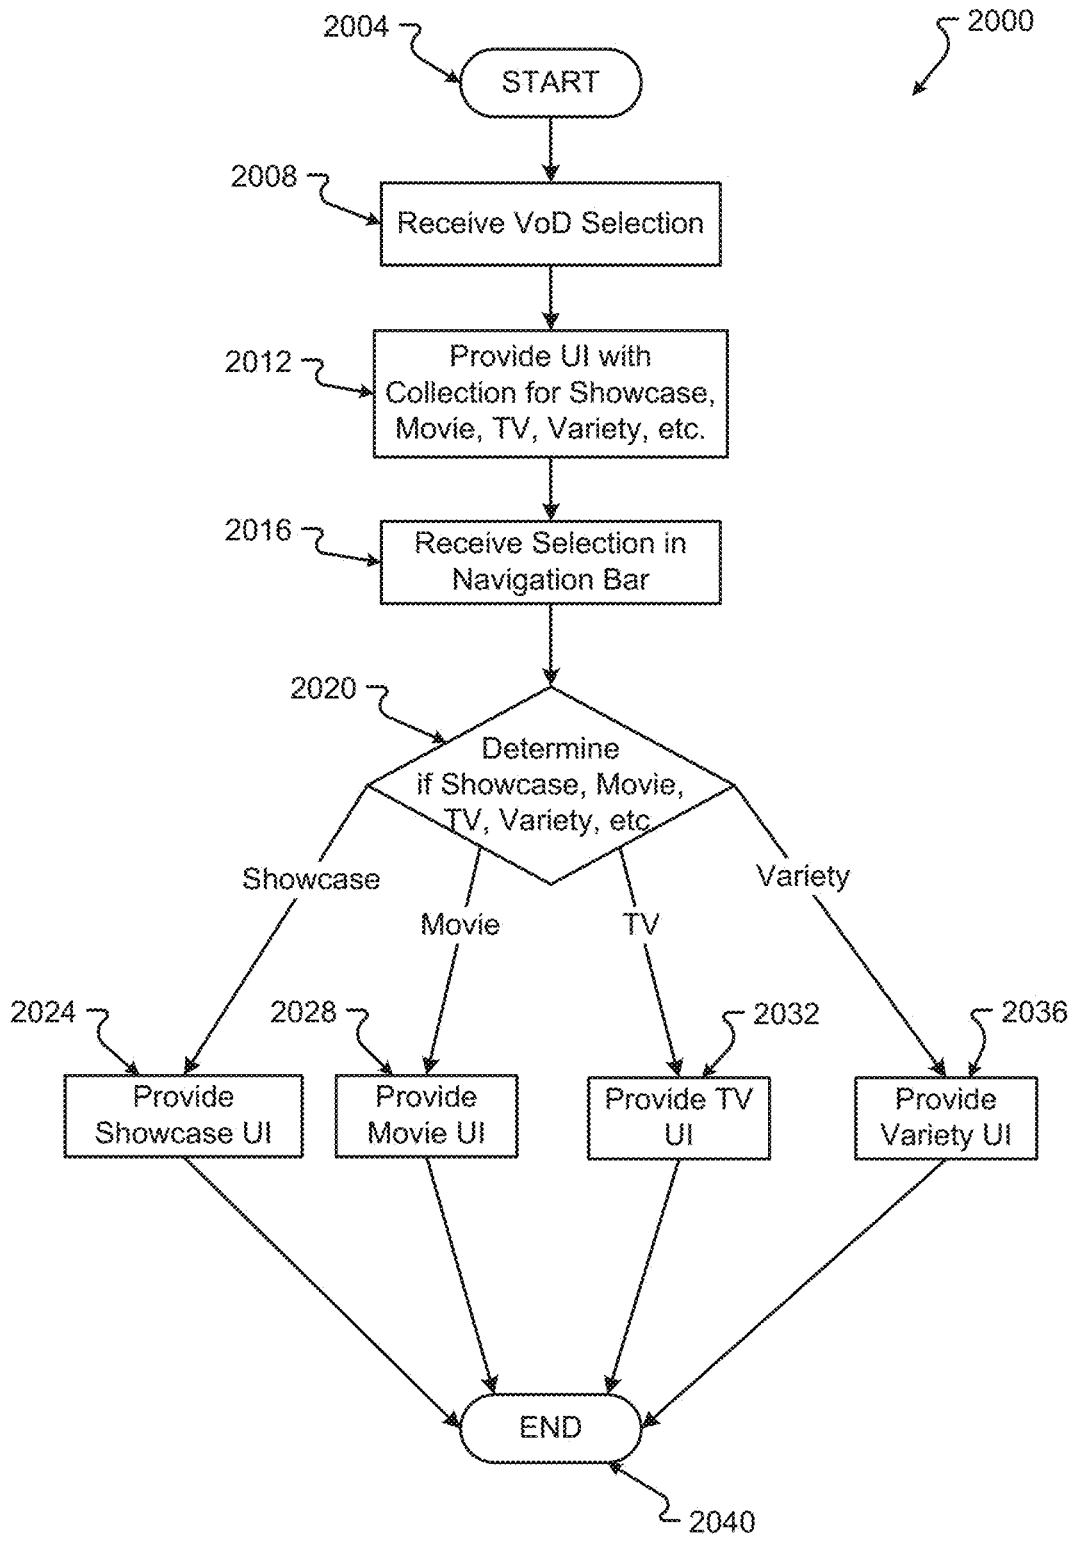 2000
2004
START
2008
Receive VoD Selection
2012
Provide UI with
Collection for Showcase,
Movie, TV, Variety, etc.
2016
Receive Selection in
Navigation Bar
2020
Determine
if Showcase, Movie,
TV, Variety, etc
Showcase
Movie
TV
Variety
2024
Provide
Showcase UI
2028
Provide
Movie UI
2032
Provide TV
UI
2036
Provide
Variety UI
END
2040